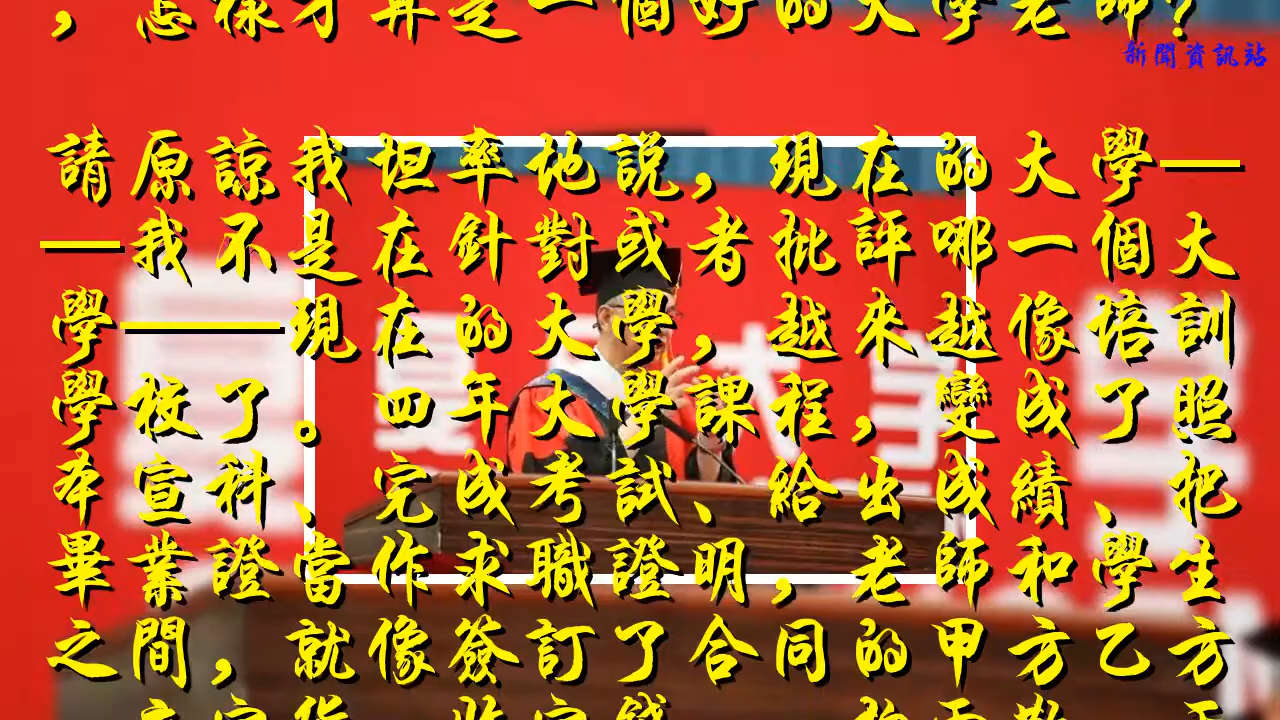 ，怎樣才算是一個好的大學老師？
新聞資訊站
請原諒我坦率地説，現在的大學—
—我不是在針對或者批評哪一個大
學——現在的大學，越來越像培訓
學校了。四年大學課程，變成了照
本宣科、完成考試、給出成績、把
畢業證當作求職證明，老師和學生
之間，就像簽訂了合同的甲方乙方